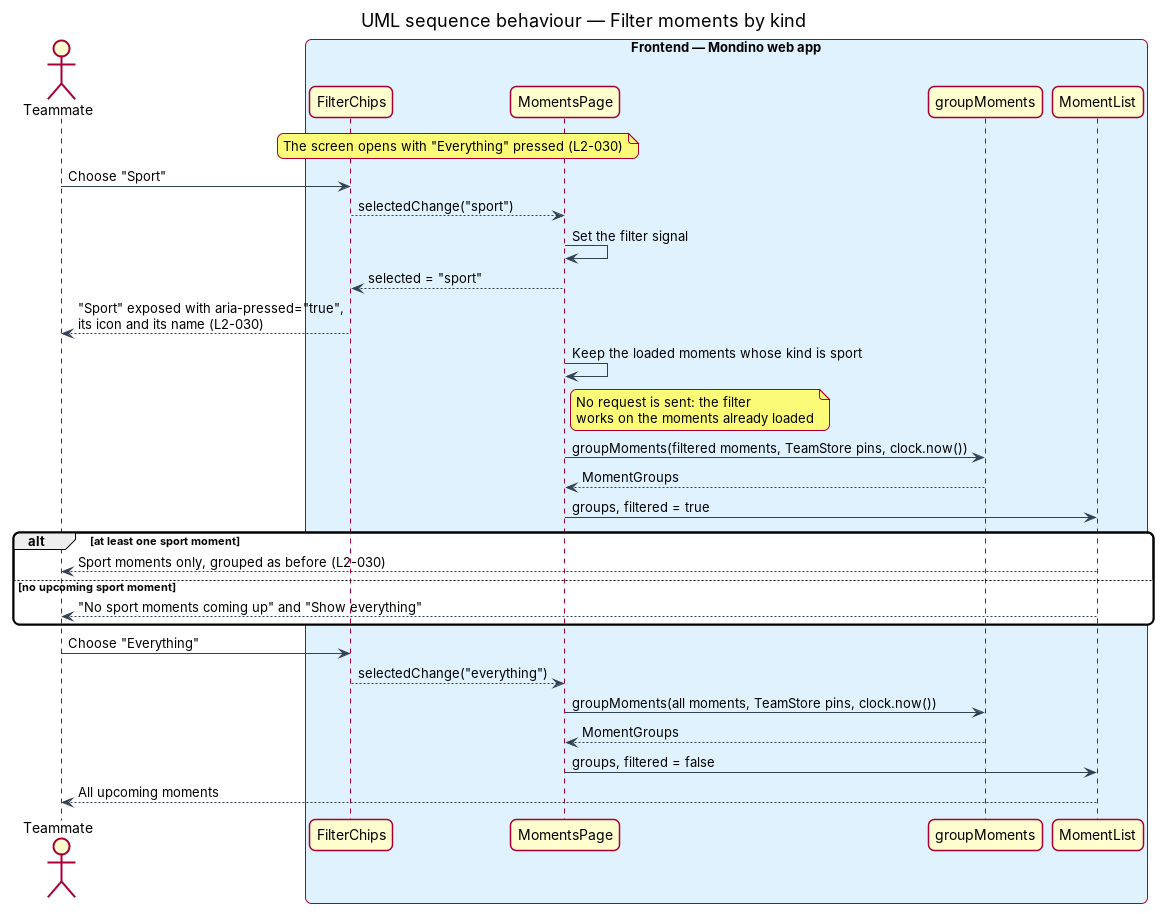 UML sequence behaviour — Filter moments by kind
Frontend — Mondino web app
Teammate
FilterChips
MomentsPage
groupMoments
MomentList
The screen opens with "Everything" pressed (L2-030)
Choose "Sport"
selectedChange("sport")
Set the filter signal
selected = "sport"
"Sport" exposed with aria-pressed="true",
its icon and its name (L2-030)
Keep the loaded moments whose kind is sport
No request is sent: the filter
works on the moments already loaded
groupMoments(filtered moments, TeamStore pins, clock.now())
MomentGroups
groups, filtered = true
alt [at least one sport moment]
Sport moments only, grouped as before (L2-030)
[no upcoming sport moment]
"No sport moments coming up" and "Show everything"
Choose "Everything"
selectedChange("everything")
groupMoments(all moments, TeamStore pins, clock.now())
MomentGroups
groups, filtered = false
All upcoming moments
Teammate
FilterChips
MomentsPage
groupMoments
MomentList